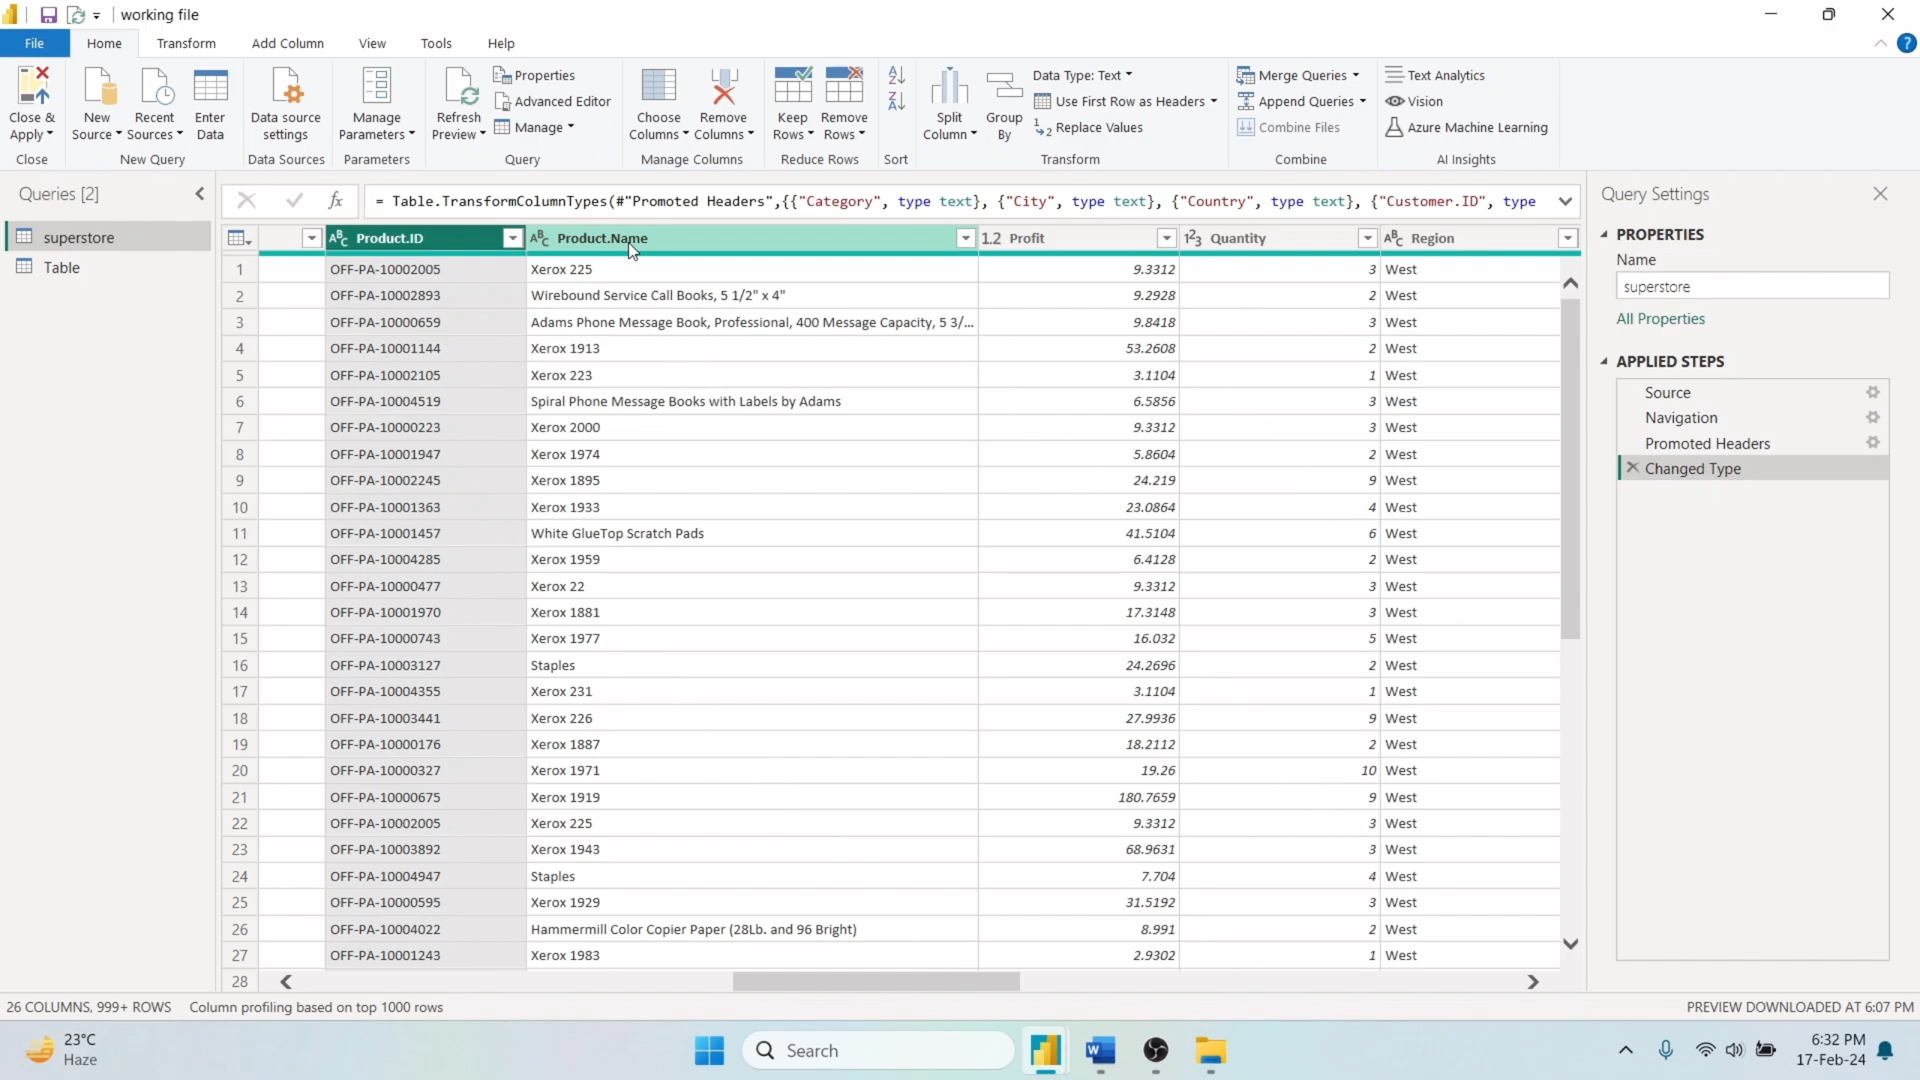 working file
File Home Transform Add Column View Tools Help
Close & Apply
New Source
Recent Sources
Enter Data
Data source settings
Manage Parameters
Refresh Preview
Properties
Advanced Editor
Manage
Choose Columns
Remove Columns
Keep Rows
Remove Rows
Split Column
Group By
Data Type: Text
Use First Row as Headers
Replace Values
Merge Queries
Append Queries
Combine Files
Text Analytics
Vision
Azure Machine Learning
Close New Query Data Sources Parameters Query Manage Columns Reduce Rows Sort Transform Combine AI Insights
Queries [2]
superstore
Table
fx = Table.TransformColumnTypes(#"Promoted Headers",{{"Category", type text}, {"City", type text}, {"Country", type text}, {"Customer.ID", type
ABC Product.ID ABC Product.Name 1.2 Profit 123 Quantity ABC Region
1 OFF-PA-10002005 Xerox 225 9.3312 3 West
2 OFF-PA-10002893 Wirebound Service Call Books, 5 1/2" x 4" 9.2928 2 West
3 OFF-PA-10000659 Adams Phone Message Book, Professional, 400 Message Capacity, 5 3/... 9.8418 3 West
4 OFF-PA-10001144 Xerox 1913 53.2608 2 West
5 OFF-PA-10002105 Xerox 223 3.1104 1 West
6 OFF-PA-10004519 Spiral Phone Message Books with Labels by Adams 6.5856 3 West
7 OFF-PA-10000223 Xerox 2000 9.3312 3 West
8 OFF-PA-10001947 Xerox 1974 5.8604 2 West
9 OFF-PA-10002245 Xerox 1895 24.219 9 West
10 OFF-PA-10001363 Xerox 1933 23.0864 4 West
11 OFF-PA-10001457 White GlueTop Scratch Pads 41.5104 6 West
12 OFF-PA-10004285 Xerox 1959 6.4128 2 West
13 OFF-PA-10000477 Xerox 22 9.3312 3 West
14 OFF-PA-10001970 Xerox 1881 17.3148 3 West
15 OFF-PA-10000743 Xerox 1977 16.032 5 West
16 OFF-PA-10003127 Staples 24.2696 2 West
17 OFF-PA-10004355 Xerox 231 3.1104 1 West
18 OFF-PA-10003441 Xerox 226 27.9936 9 West
19 OFF-PA-10000176 Xerox 1887 18.2112 2 West
20 OFF-PA-10000327 Xerox 1971 19.26 10 West
21 OFF-PA-10000675 Xerox 1919 180.7659 9 West
22 OFF-PA-10002005 Xerox 225 9.3312 3 West
23 OFF-PA-10003892 Xerox 1943 68.9631 3 West
24 OFF-PA-10004947 Staples 7.704 4 West
25 OFF-PA-10000595 Xerox 1929 31.5192 3 West
26 OFF-PA-10004022 Hammermill Color Copier Paper (28Lb. and 96 Bright) 8.991 2 West
27 OFF-PA-10001243 Xerox 1983 2.9302 1 West
28
Query Settings
PROPERTIES
Name
superstore
All Properties
APPLIED STEPS
Source
Navigation
Promoted Headers
Changed Type
26 COLUMNS, 999+ ROWS Column profiling based on top 1000 rows PREVIEW DOWNLOADED AT 6:07 PM
23°C
Haze
Search
6:32 PM
17-Feb-24